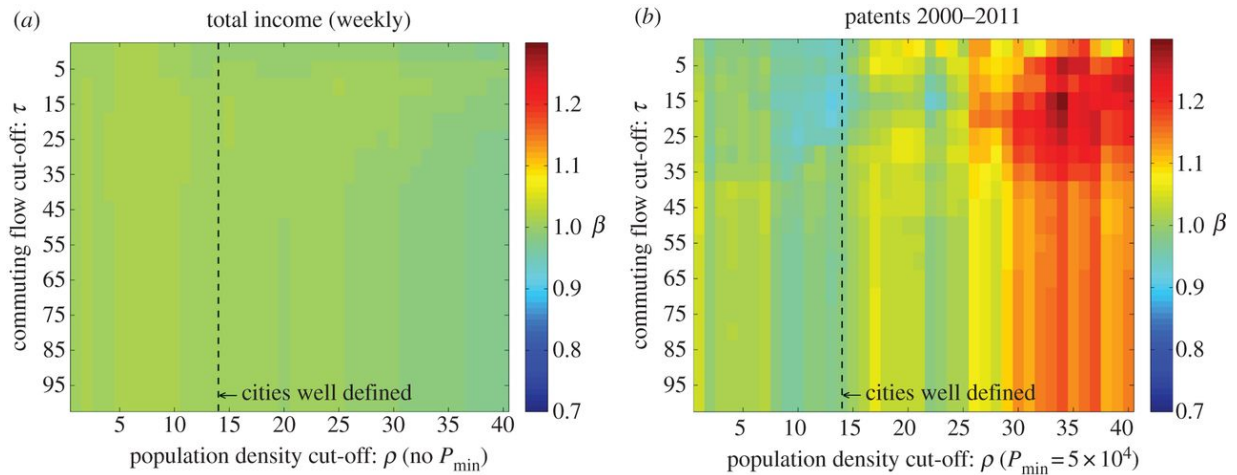 (a) total income (weekly)
5
15
25
35
45
55
65
75
85
95
commuting flow cut-off: τ
← cities well defined
5 10 15 20 25 30 35 40
population density cut-off: ρ (no Pmin)
1.2
1.1
1.0
0.9
0.8
0.7
β
(b) patents 2000–2011
5
15
25
35
45
55
65
75
85
95
commuting flow cut-off: τ
← cities well defined
5 10 15 20 25 30 35 40
population density cut-off: ρ (Pmin = 5 × 10⁴)
1.2
1.1
1.0
0.9
0.8
0.7
β